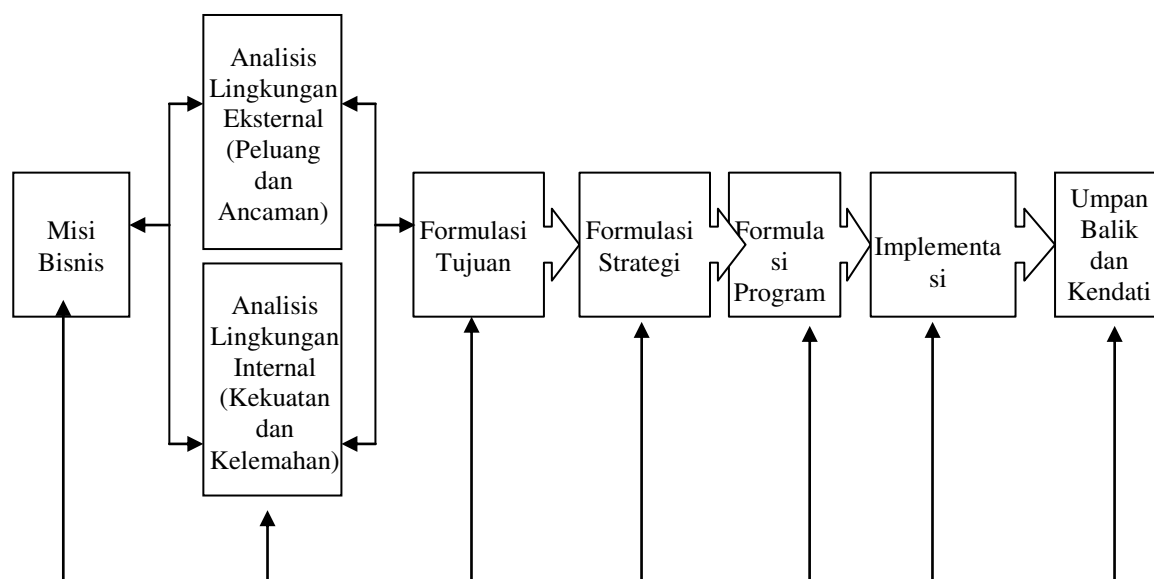 Misi
Bisnis
Analisis
Lingkungan
Eksternal
(Peluang
dan
Ancaman)
Analisis
Lingkungan
Internal
(Kekuatan
dan
Kelemahan)
Formulasi
Tujuan
Formulasi
Strategi
Formula
si
Program
Implementa
si
Umpan
Balik
dan
Kendati